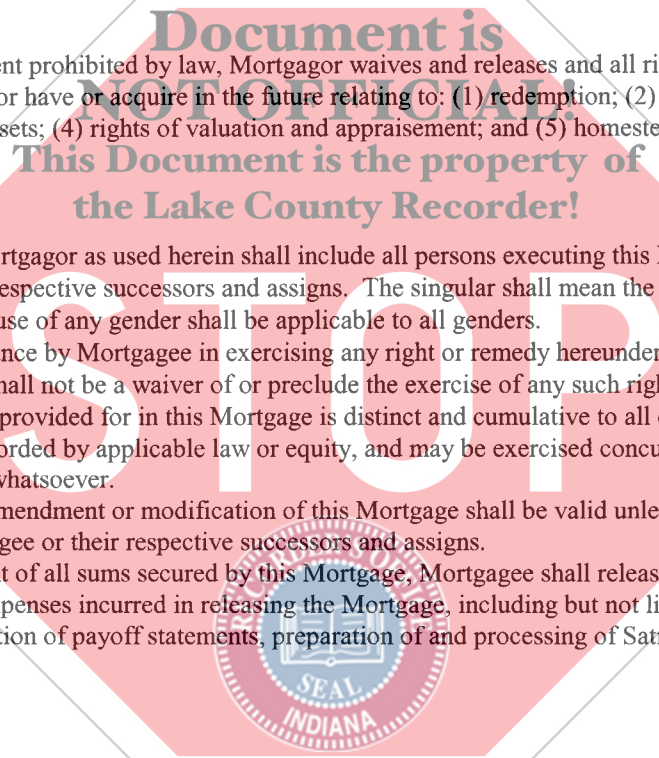 Document is
ent prohibited by law, Mortgagor waives and releases and all ri
NOT OFFICIAL!
or have or acquire in the future relating to: (1) redemption; (2)
sets; (4) rights of valuation and appraisement; and (5) homeste
This Document is the property of
the Lake County Recorder!
rtgagor as used herein shall include all persons executing this
espective successors and assigns. The singular shall mean the
use of any gender shall be applicable to all genders.
STOP
nce by Mortgagee in exercising any right or remedy hereunder
hall not be a waiver of or preclude the exercise of any such righ
provided for in this Mortgage is distinct and cumulative to all
orded by applicable law or equity, and may be exercised concu
whatsoever.
mendment or modification of this Mortgage shall be valid unle
gee or their respective successors and assigns.
t of all sums secured by this Mortgage, Mortgagee shall releas
penses incurred in releasing the Mortgage, including but not li
tion of payoff statements, preparation of and processing of Sati
RECORDER'S OFFICE
SEAL
INDIANA